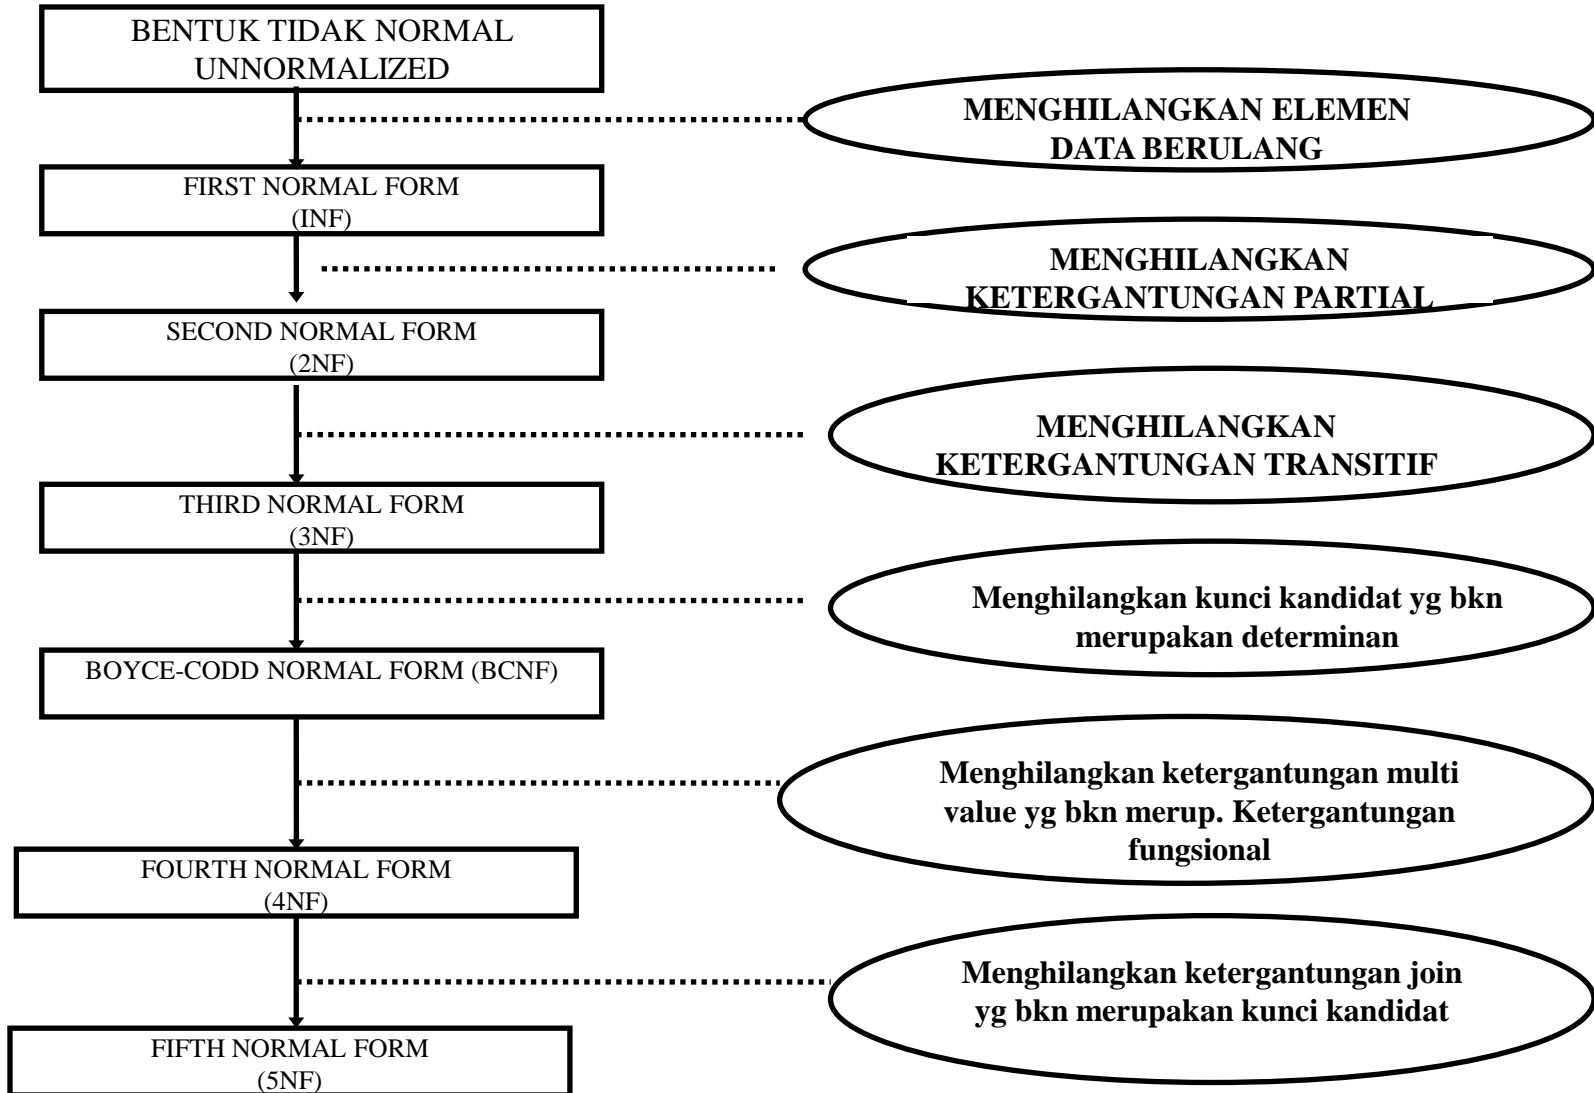 BENTUK TIDAK NORMAL
UNNORMALIZED
MENGHILANGKAN ELEMEN
DATA BERULANG
FIRST NORMAL FORM
(INF)
MENGHILANGKAN
KETERGANTUNGAN PARTIAL
SECOND NORMAL FORM
(2NF)
MENGHILANGKAN
KETERGANTUNGAN TRANSITIF
THIRD NORMAL FORM
(3NF)
Menghilangkan kunci kandidat yg bkn
merupakan determinan
BOYCE-CODD NORMAL FORM (BCNF)
Menghilangkan ketergantungan multi
value yg bkn merup. Ketergantungan
fungsional
FOURTH NORMAL FORM
(4NF)
Menghilangkan ketergantungan join
yg bkn merupakan kunci kandidat
FIFTH NORMAL FORM
(5NF)